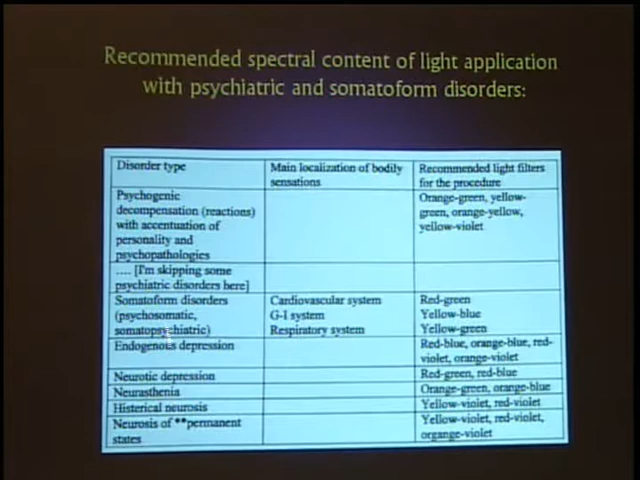 Recommended spectral content of light application
with psychiatric and somatoform disorders:
Disorder type
Main localization of bodily
sensations
Recommended light filters
for the procedure
Psychogenic
decompensation (reactions)
with accentuation of
personality and
psychopathologies
Orange-green, yellow-
green, orange-yellow,
yellow-violet
.... [I'm skipping some
psychiatric disorders here]
Somatoform disorders
(psychosomatic,
somatopsychiatric)
Cardiovascular system
G-I system
Respiratory system
Red-green
Yellow-blue
Yellow-green
Endogenous depression
Red-blue, orange-blue, red-
violet, orange-violet
Neurotic depression
Red-green, red-blue
Neurasthenia
Orange-green, orange-blue
Histerical neurosis
Yellow-violet, red-violet
Neurosis of **permanent
states
Yellow-violet, red-violet,
organge-violet